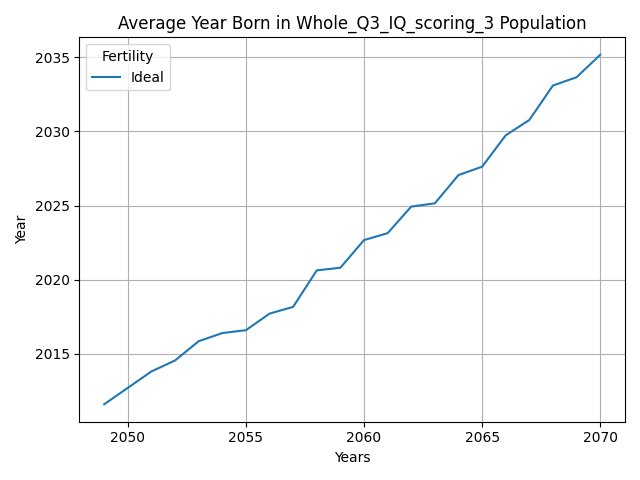 Average Year Born in Whole_Q3_IQ_scoring_3 Population
Fertility
Ideal
2035
2030
2025
2020
2015
Year
2050 2055 2060 2065 2070
Years